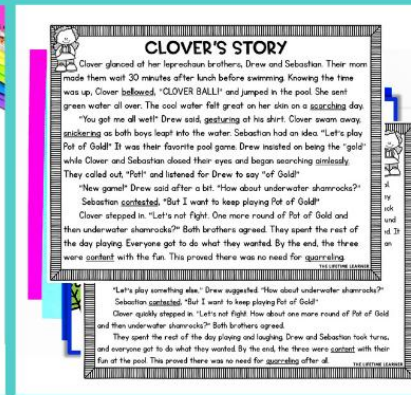 CLOVER'S STORY
Clover glanced at her leprechaun brothers, Drew and Sebastian. Their mom
made them wait 30 minutes after lunch before swimming. Knowing the time
was up, Clover bellowed, "CLOVER BALL!" and jumped in the pool. She sent
green water all over. The cool water felt great on her skin on a scorching day.
"You got me all wet!" Drew said, gesturing at his shirt. Clover swam away,
snickering as both boys leapt into the water. Sebastian had an idea. "Let's play
Pot of Gold!" It was their favorite pool game. Drew insisted on being the "gold"
while Clover and Sebastian closed their eyes and began searching aimlessly.
They called out, "Pot!" and listened for Drew to say "of Gold!"
"New game!" Drew said after a bit. "How about underwater shamrocks?"
Sebastian contested, "But I want to keep playing Pot of Gold!"
Clover stepped in. "Let's not fight. One more round of Pot of Gold and
then underwater shamrocks?" Both brothers agreed. They spent the rest of
the day playing. Everyone got to do what they wanted. By the end, the three
were content with the fun. This proved there was no need for quarreling.
THE LIFETIME LEARNER
"Let's play something else." Drew suggested. "How about underwater shamrocks?"
Sebastian contested, "But I want to keep playing Pot of Gold!"
Clover quickly stepped in. "Let's not fight. How about one more round of Pot of Gold
and then underwater shamrocks?" Both brothers agreed.
They spent the rest of the day playing and laughing. Drew and Sebastian took turns,
and everyone got to do what they wanted. By the end, the three were content with their
fun at the pool. This proved there was no need for quarreling after all.
THE LIFETIME LEARNER